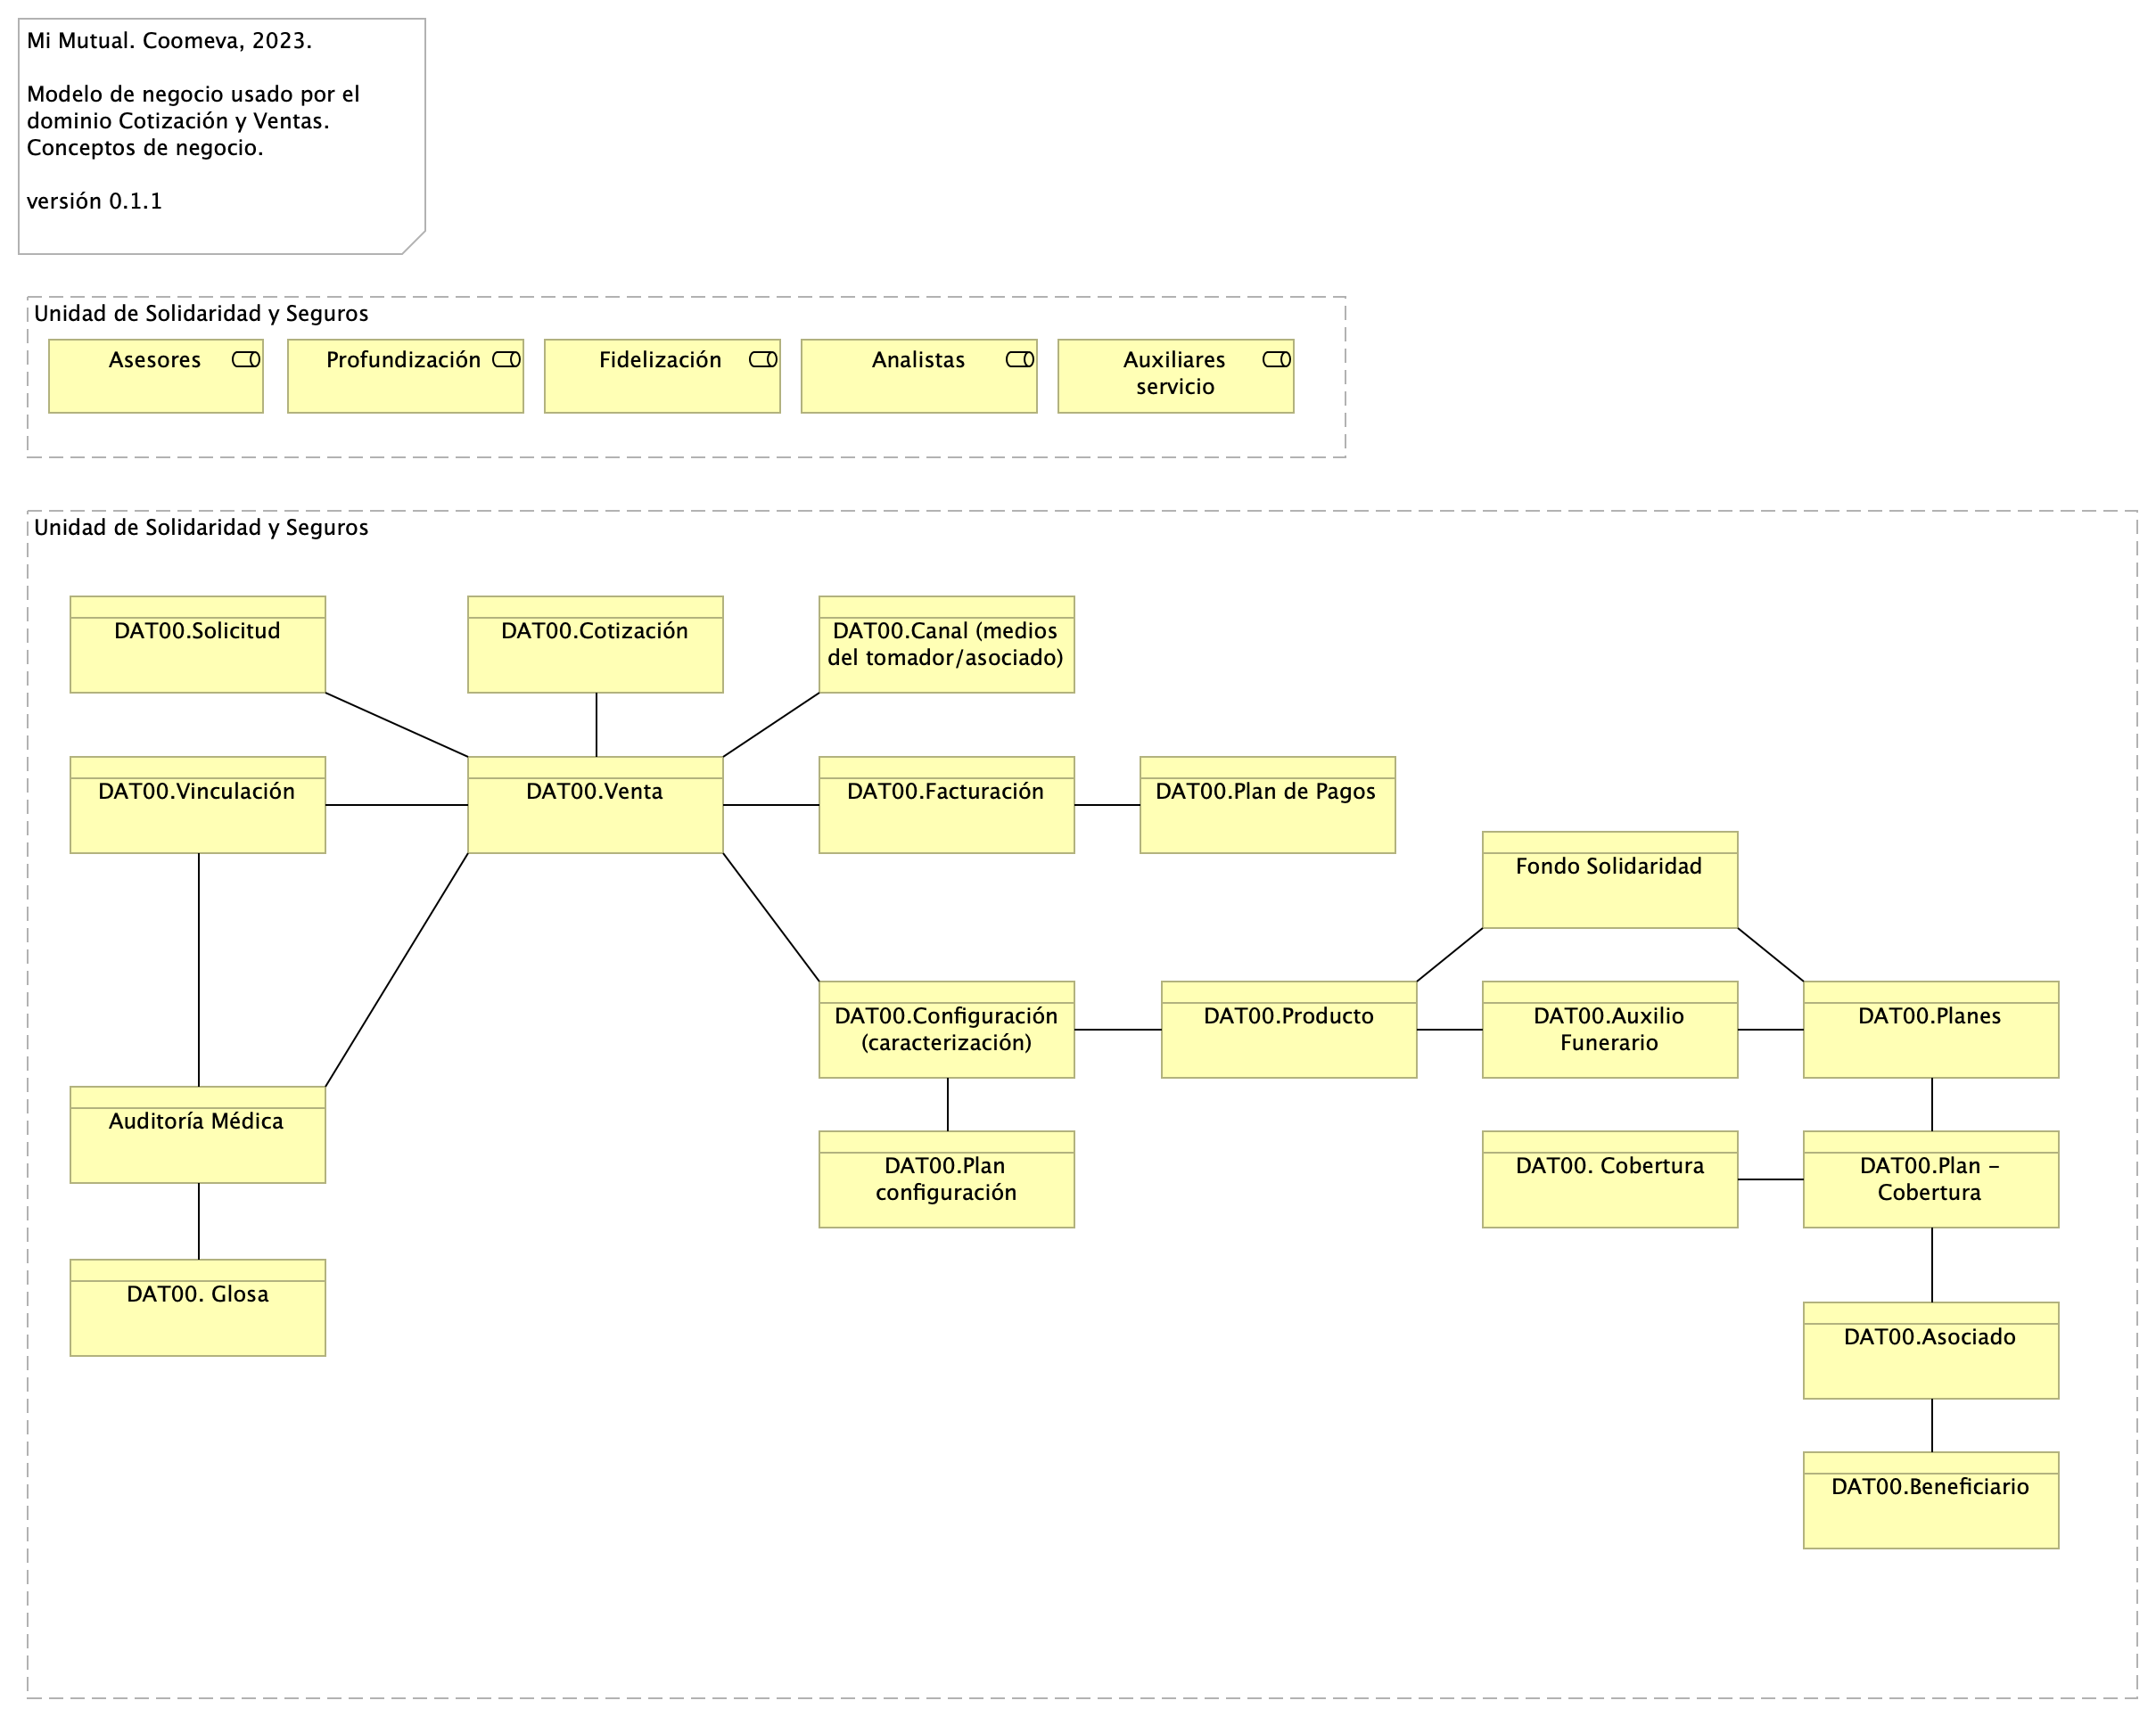 Mi Mutual. Coomeva, 2023.
Modelo de negocio usado por el
dominio Cotización y Ventas.
Conceptos de negocio.
versión 0.1.1
Unidad de Solidaridad y Seguros
Asesores
Profundización
Fidelización
Analistas
Auxiliares
servicio
Unidad de Solidaridad y Seguros
DAT00.Solicitud
DAT00.Cotización
DAT00.Canal (medios
del tomador/asociado)
DAT00.Vinculación
DAT00.Venta
DAT00.Facturación
DAT00.Plan de Pagos
Fondo Solidaridad
DAT00.Configuración
(caracterización)
DAT00.Producto
DAT00.Auxilio
Funerario
DAT00.Planes
Auditoría Médica
DAT00.Plan
configuración
DAT00. Cobertura
DAT00.Plan –
Cobertura
DAT00. Glosa
DAT00.Asociado
DAT00.Beneficiario